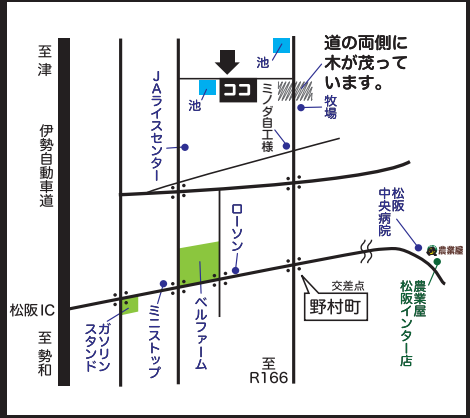 至津
伊勢自動車道
松阪IC
至勢和
JAライスセンター
池
池
ココ
ミノダ自工様
道の両側に
木が茂って
います。
牧場
ローソン
松阪
中央病院
農業屋
農業屋
松阪インター店
交差点
野村町
ベルファーム
ミニストップ
ガソリン
スタンド
至
R166